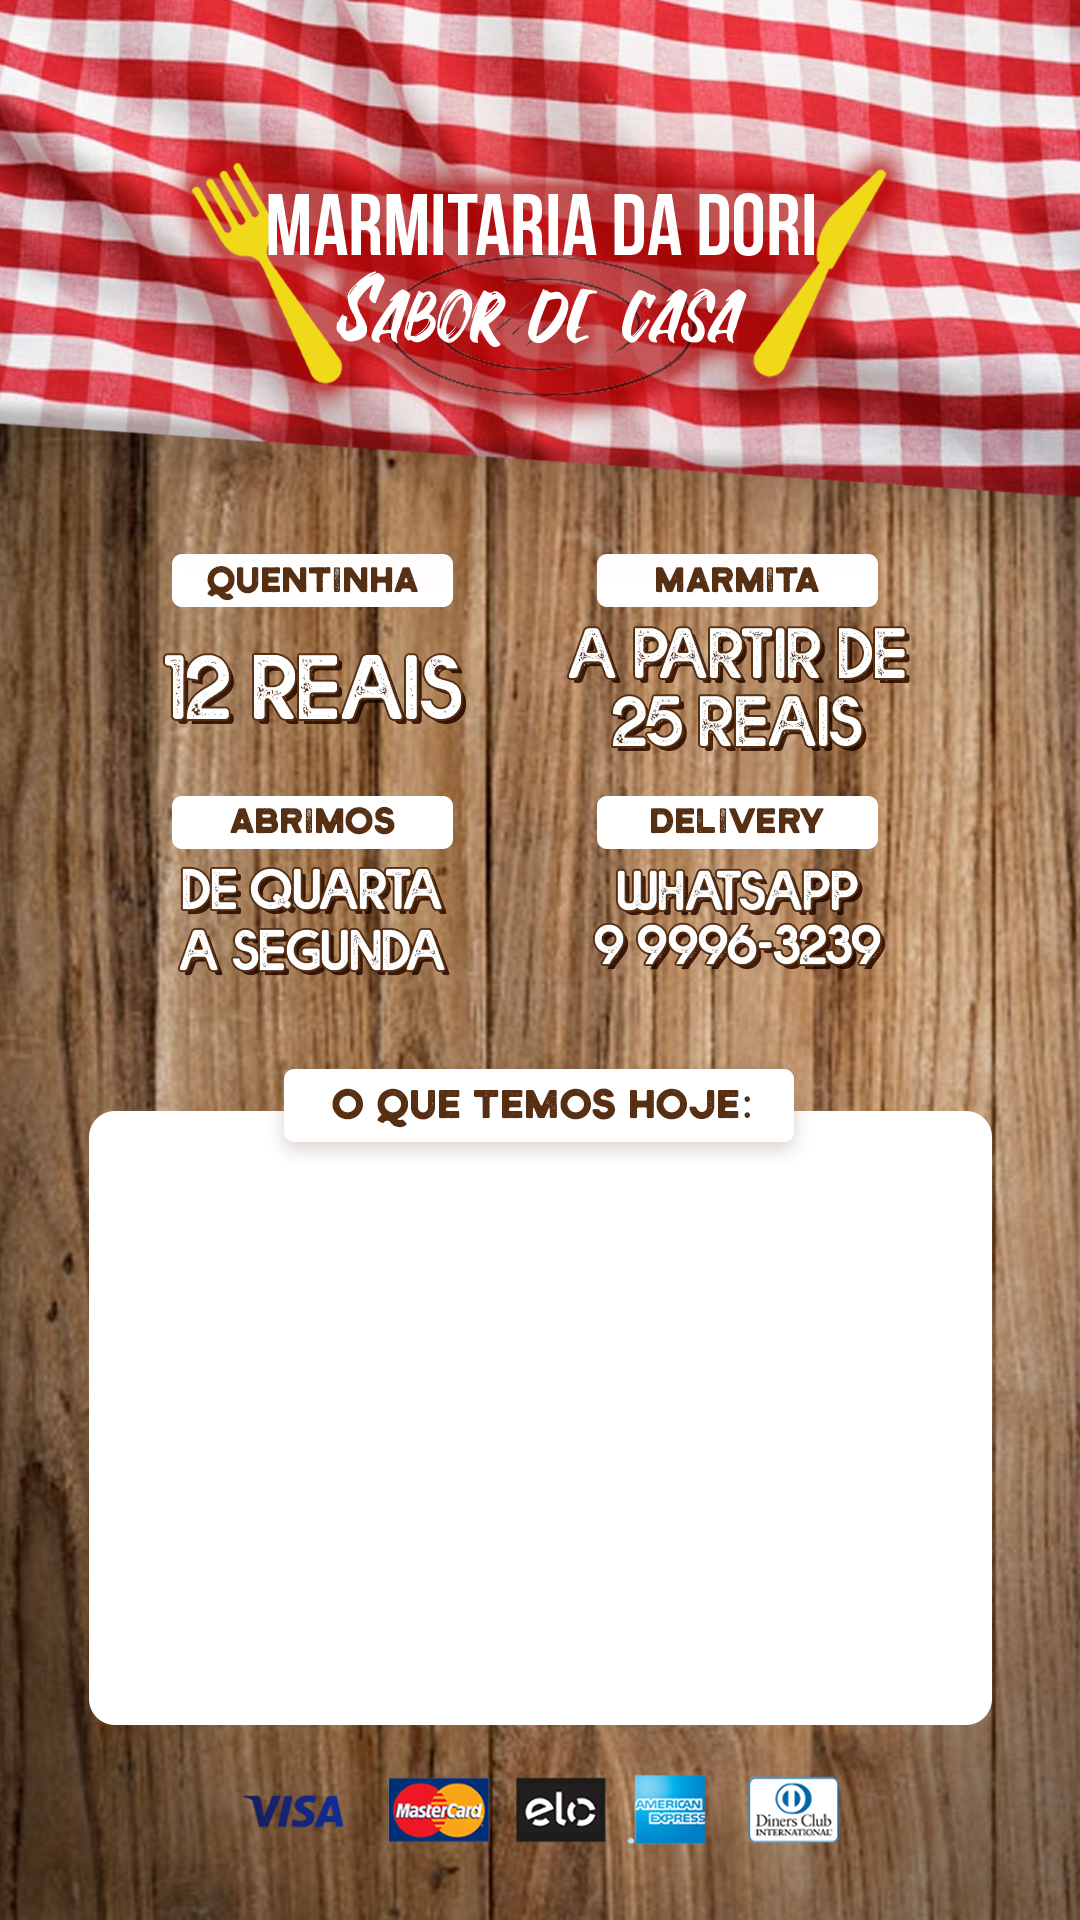 MARMITARIA DA DORI
SABOR DE CASA
QUENTINHA
12 REAIS
MARMITA
A PARTIR DE
25 REAIS
ABRIMOS
DE QUARTA
A SEGUNDA
DELIVERY
WHATSAPP
9 9996-3239
O QUE TEMOS HOJE:
VISA
MasterCard
elo
AMERICAN
EXPRESS
Diners Club
INTERNATIONAL